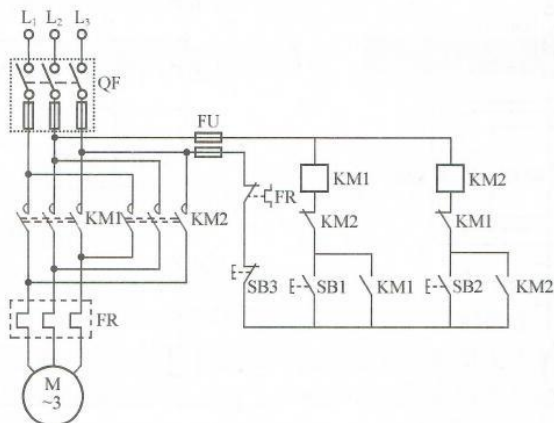 L₁ L₂ L₃
QF
FU
KM1 KM2
FR KM1 KM2
KM2 KM1
SB3 SB1 KM1 SB2 KM2
FR
M
~3